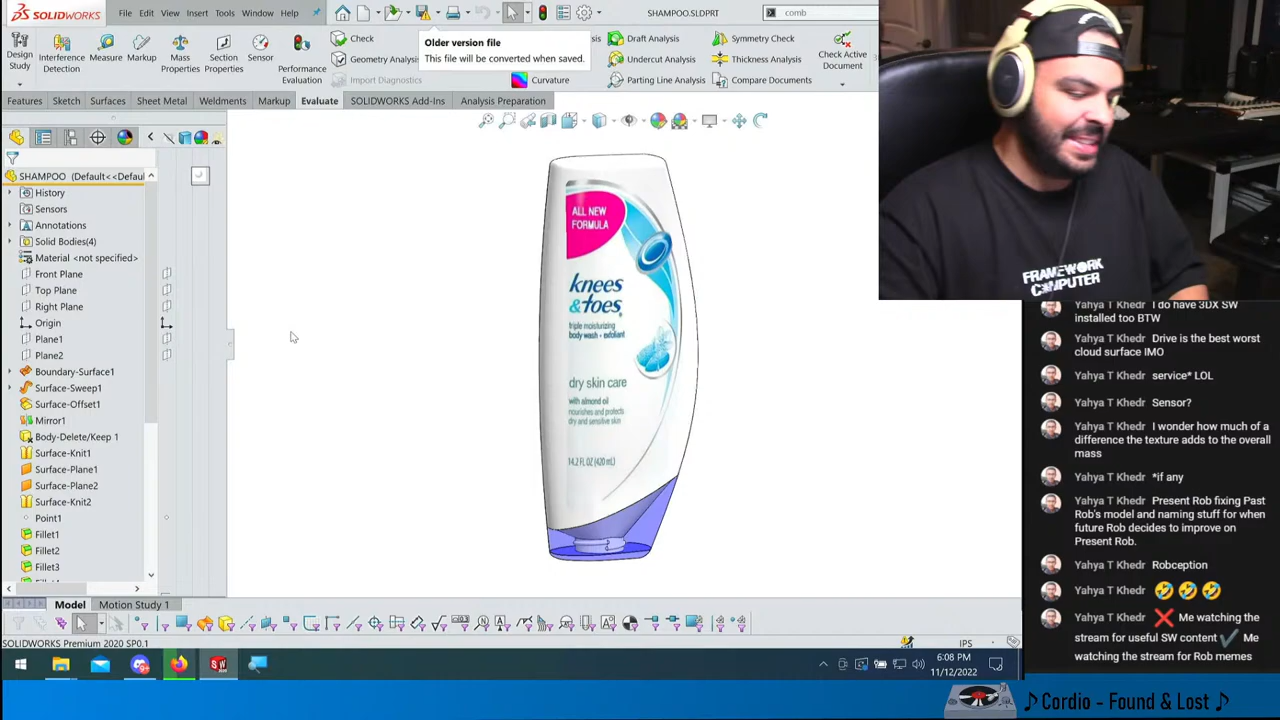 SOLIDWORKS
File
Edit
View
Insert
Tools
Window
Help
SHAMPOO.SLDPRT
comb
Older version file
This file will be converted when saved.
Design Study
Interference Detection
Measure
Markup
Mass Properties
Section Properties
Sensor
Performance Evaluation
Check
Geometry Analysis
Import Diagnostics
Curvature
Draft Analysis
Undercut Analysis
Parting Line Analysis
Symmetry Check
Thickness Analysis
Compare Documents
Check Active Document
Features
Sketch
Surfaces
Sheet Metal
Weldments
Markup
Evaluate
SOLIDWORKS Add-Ins
Analysis Preparation
SHAMPOO (Default<<Defau
History
Sensors
Annotations
Solid Bodies(4)
Material <not specified>
Front Plane
Top Plane
Right Plane
Origin
Plane1
Plane2
Boundary-Surface1
Surface-Sweep1
Surface-Offset1
Mirror1
Body-Delete/Keep 1
Surface-Knit1
Surface-Plane1
Surface-Plane2
Surface-Knit2
Point1
Fillet1
Fillet2
Fillet3
ALL NEW
FORMULA
knees
&toes
triple moisturizing
body wash + exfoliant
dry skin care
with almond oil
nourishes and protects
dry and sensitive skin
14.2 FL OZ (420 mL)
FRAMEWORK
COMPUTER
Yahya T Khedr I do have 3DX SW
installed too BTW
Yahya T Khedr Drive is the best worst
cloud surface IMO
Yahya T Khedr service* LOL
Yahya T Khedr Sensor?
Yahya T Khedr I wonder how much of a
difference the texture adds to the overall
mass
Yahya T Khedr *if any
Yahya T Khedr Present Rob fixing Past
Rob's model and naming stuff for when
future Rob decides to improve on
Present Rob.
Yahya T Khedr Robception
Yahya T Khedr 🤣🤣🤣
Yahya T Khedr ❌ Me watching the
stream for useful SW content ✔️ Me
watching the stream for Rob memes
Model
Motion Study 1
SOLIDWORKS Premium 2020 SP0.1
IPS
6:08 PM
11/12/2022
♪ Cordio - Found & Lost ♪